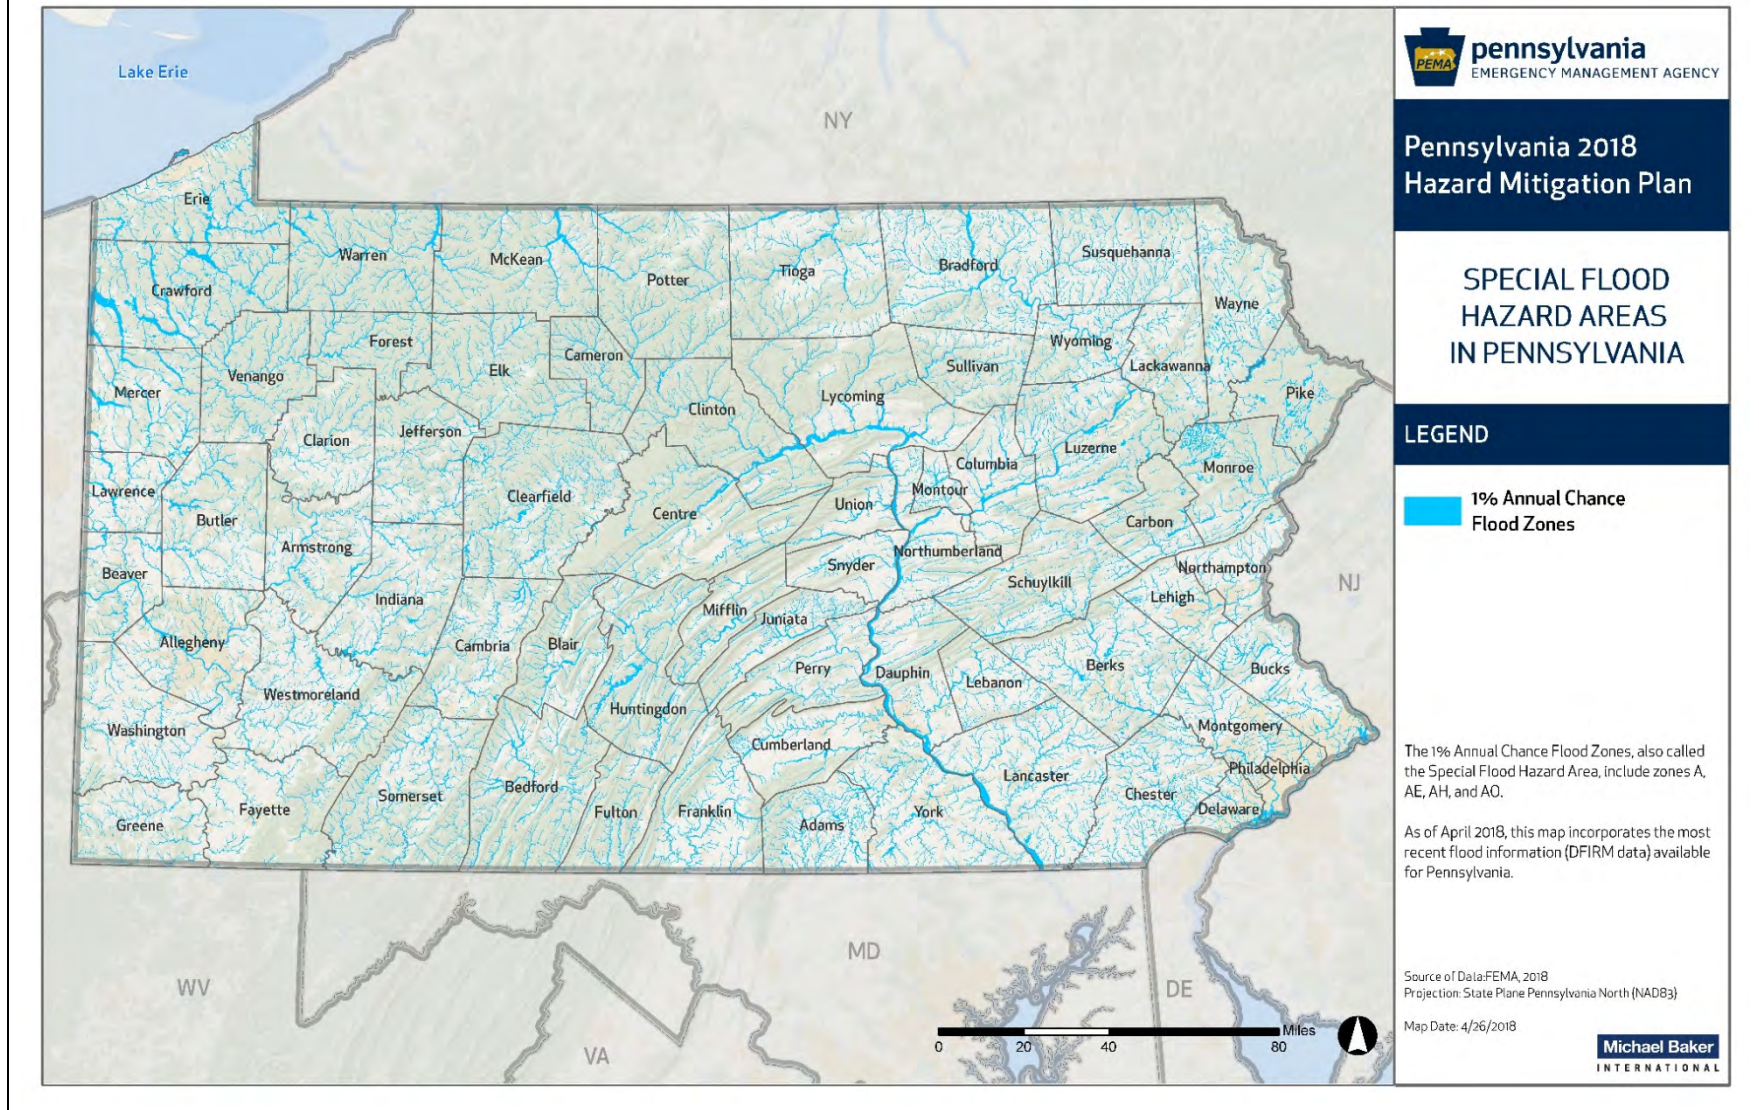 Lake Erie
NY
Erie
Warren
McKean
Potter
Tioga
Bradford
Susquehanna
Wayne
Crawford
Forest
Cameron
Elk
Venango
Mercer
Sullivan
Wyoming
Lackawanna
Pike
Lycoming
Clinton
Clarion
Jefferson
Luzerne
Columbia
Monroe
Lawrence
Clearfield
Montour
Union
Centre
Butler
Carbon
Armstrong
Northumberland
Beaver
Snyder
Northampton
Schuylkill
NJ
Indiana
Lehigh
Mifflin
Juniata
Allegheny
Cambria
Blair
Perry
Dauphin
Berks
Bucks
Lebanon
Westmoreland
Huntingdon
Washington
Montgomery
Cumberland
Philadelphia
Lancaster
Bedford
Somerset
Chester
Delaware
Fayette
Fulton
Franklin
York
Greene
Adams
MD
WV
DE
VA
Miles
0 20 40 80
PEMA
pennsylvania
EMERGENCY MANAGEMENT AGENCY
Pennsylvania 2018
Hazard Mitigation Plan
SPECIAL FLOOD
HAZARD AREAS
IN PENNSYLVANIA
LEGEND
1% Annual Chance
Flood Zones
The 1% Annual Chance Flood Zones, also called
the Special Flood Hazard Area, include zones A,
AE, AH, and AO.
As of April 2018, this map incorporates the most
recent flood information (DFIRM data) available
for Pennsylvania.
Source of Data:FEMA, 2018
Projection: State Plane Pennsylvania North (NAD83)
Map Date: 4/26/2018
Michael Baker
INTERNATIONAL